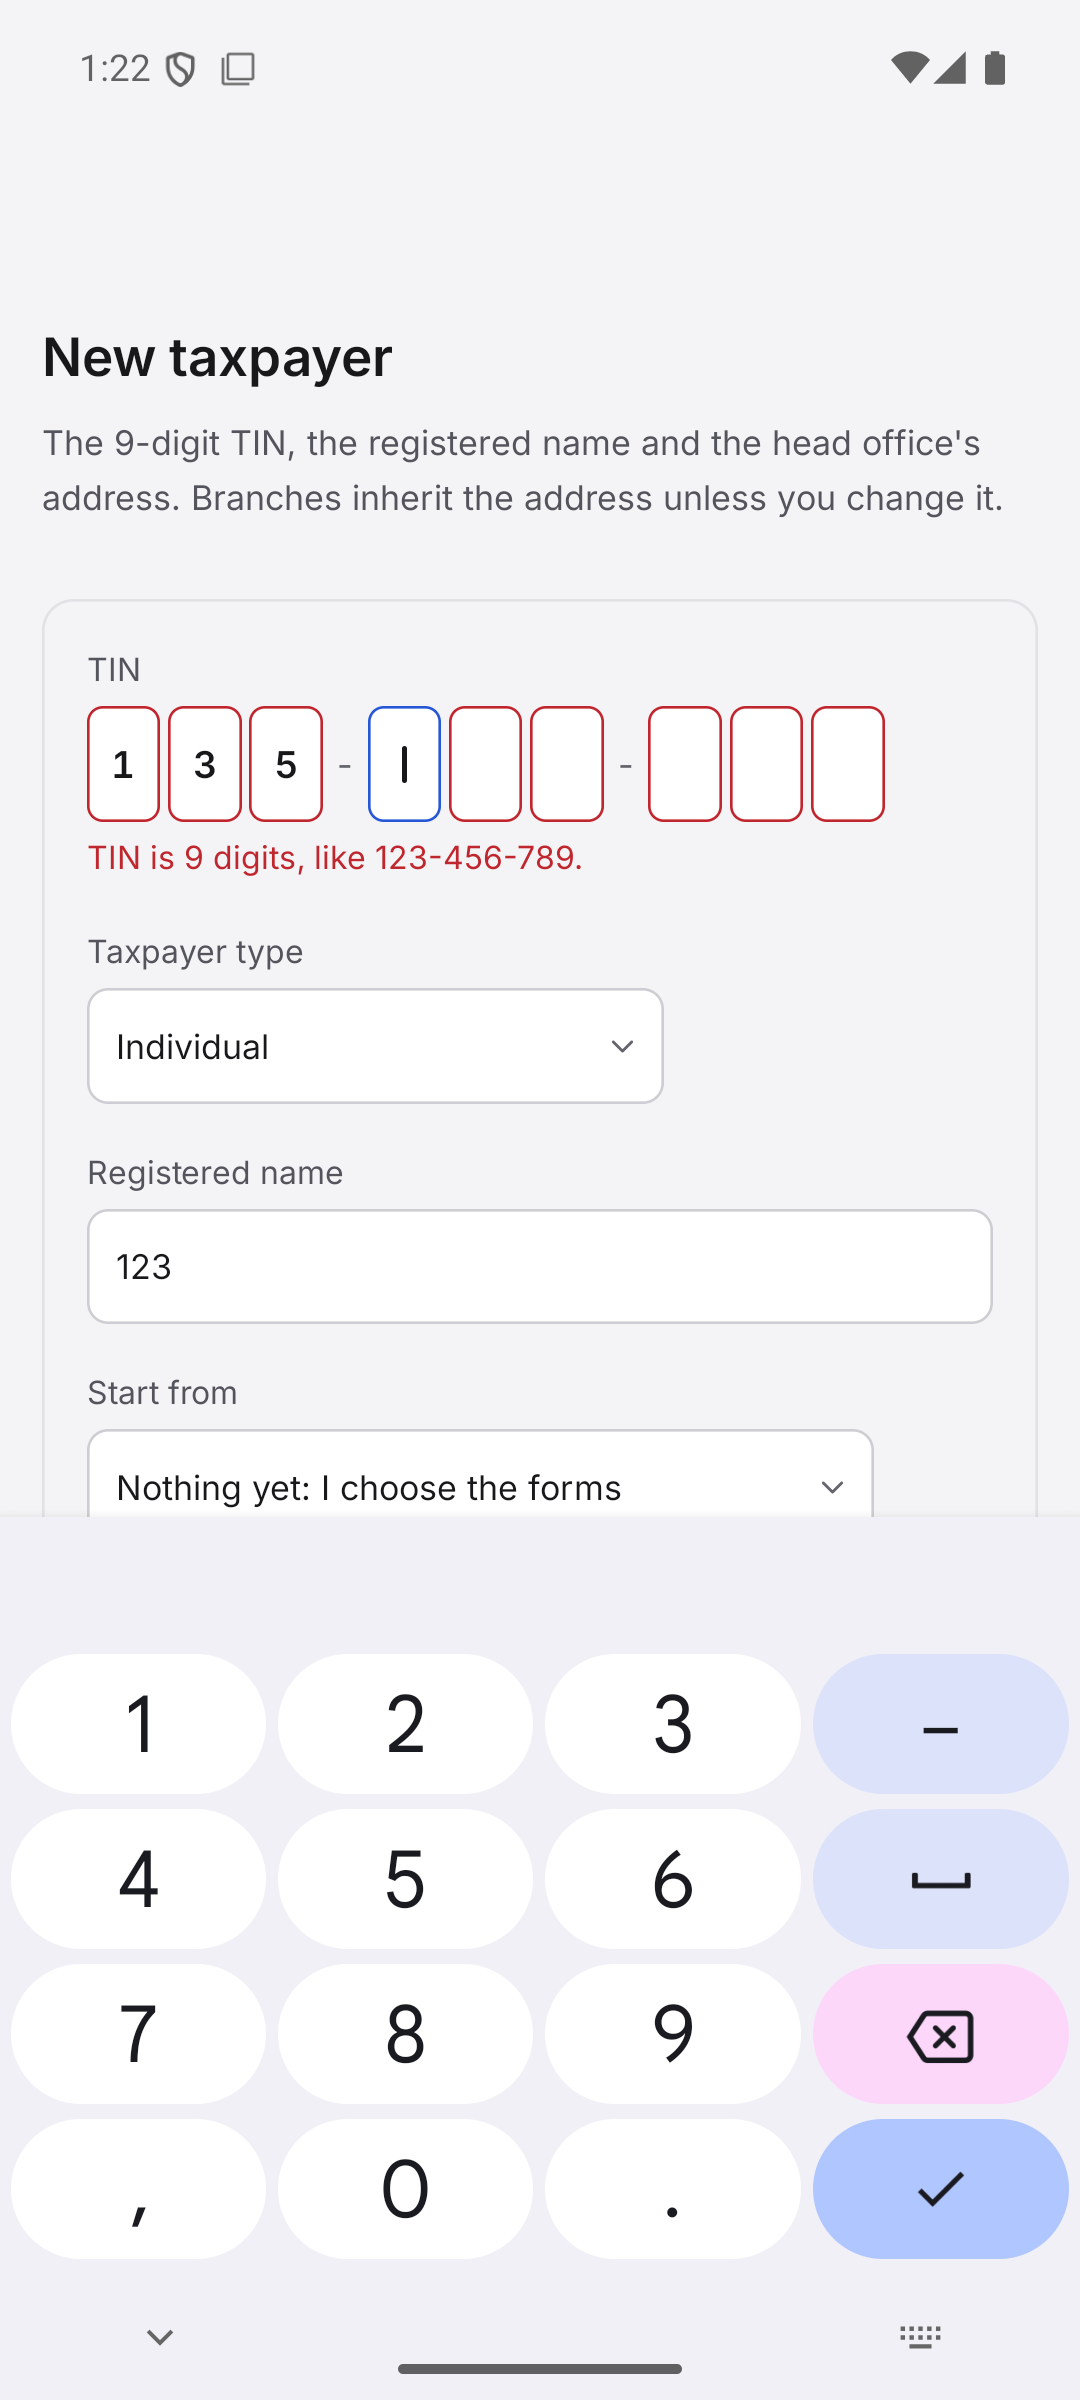 1:22
New taxpayer
The 9-digit TIN, the registered name and the head office's
address. Branches inherit the address unless you change it.
TIN
1 3 5 - -
TIN is 9 digits, like 123-456-789.
Taxpayer type
Individual
Registered name
123
Start from
Nothing yet: I choose the forms
1 2 3 –
4 5 6
7 8 9
, 0 .